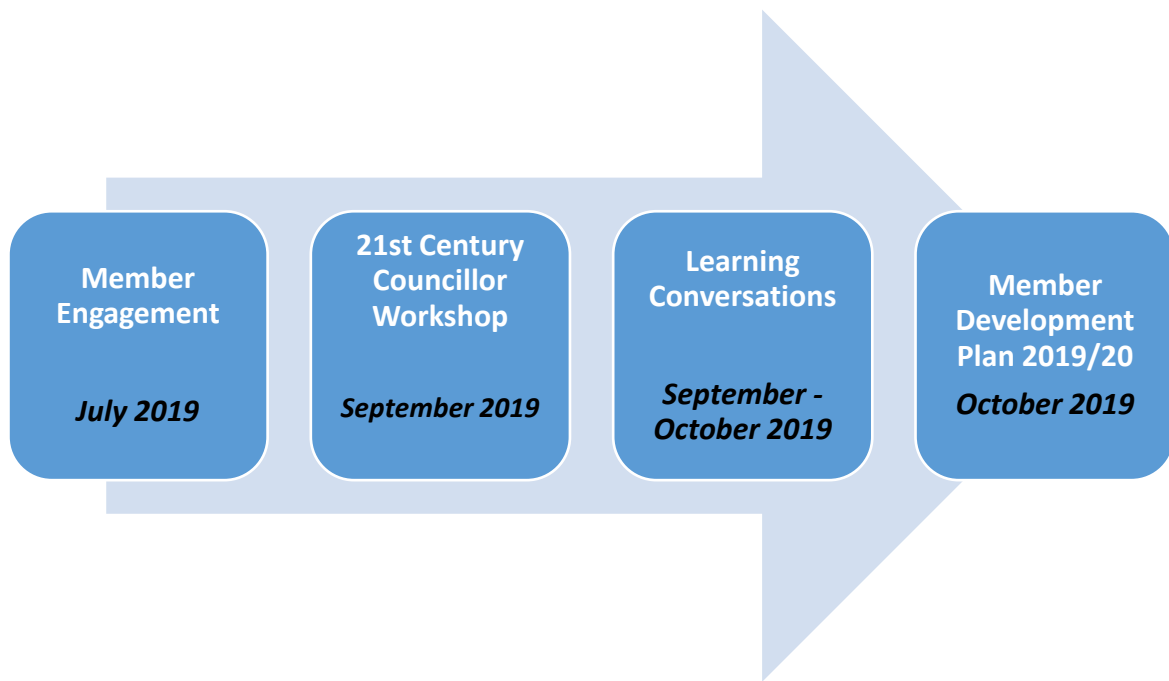 Member
Engagement
July 2019
21st Century
Councillor
Workshop
September 2019
Learning
Conversations
September -
October 2019
Member
Development
Plan 2019/20
October 2019